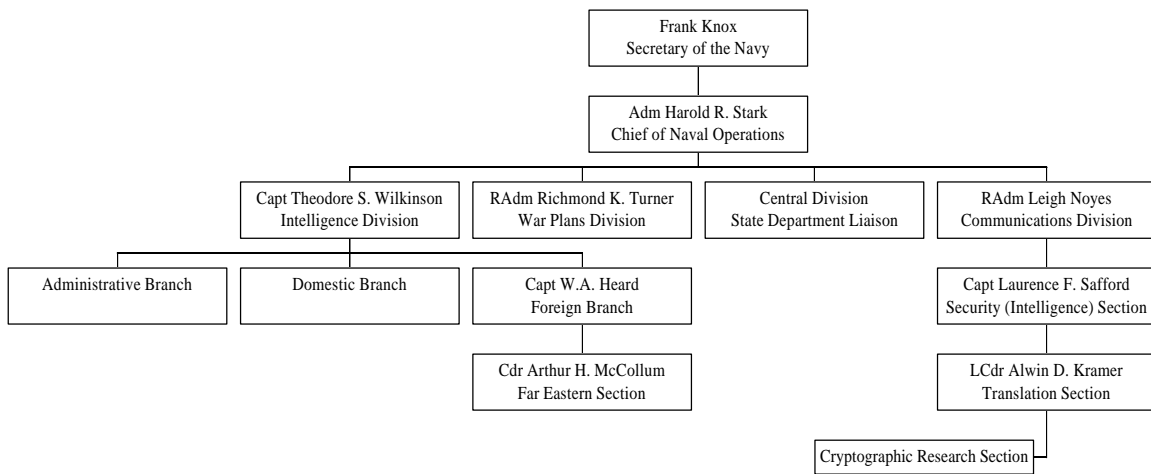 Frank Knox
Secretary of the Navy
Adm Harold R. Stark
Chief of Naval Operations
Capt Theodore S. Wilkinson
Intelligence Division
RAdm Richmond K. Turner
War Plans Division
Central Division
State Department Liaison
RAdm Leigh Noyes
Communications Division
Administrative Branch
Domestic Branch
Capt W.A. Heard
Foreign Branch
Capt Laurence F. Safford
Security (Intelligence) Section
Cdr Arthur H. McCollum
Far Eastern Section
LCdr Alwin D. Kramer
Translation Section
Cryptographic Research Section